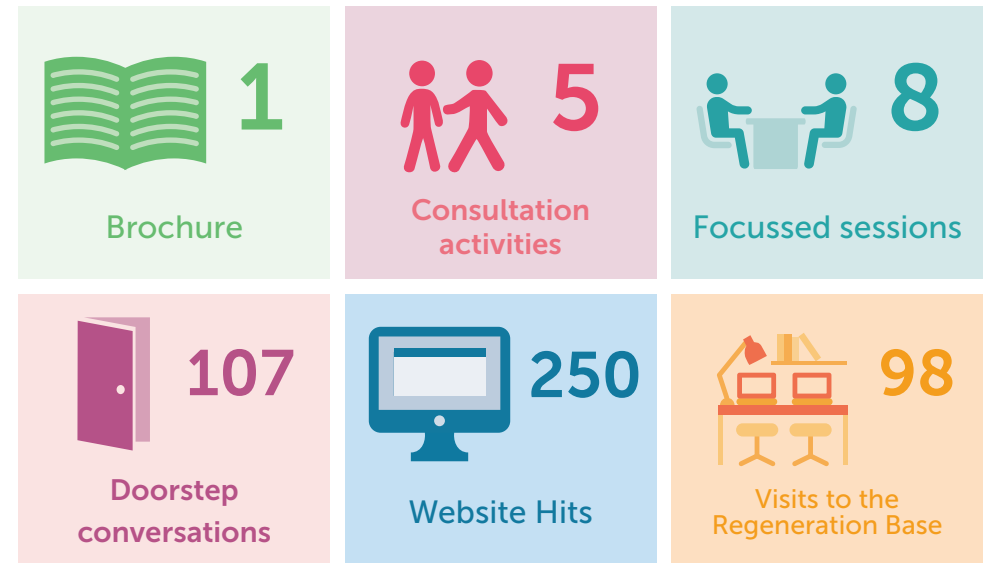 1
Brochure
5
Consultation
activities
8
Focussed sessions
107
Doorstep
conversations
250
Website Hits
98
Visits to the
Regeneration Base